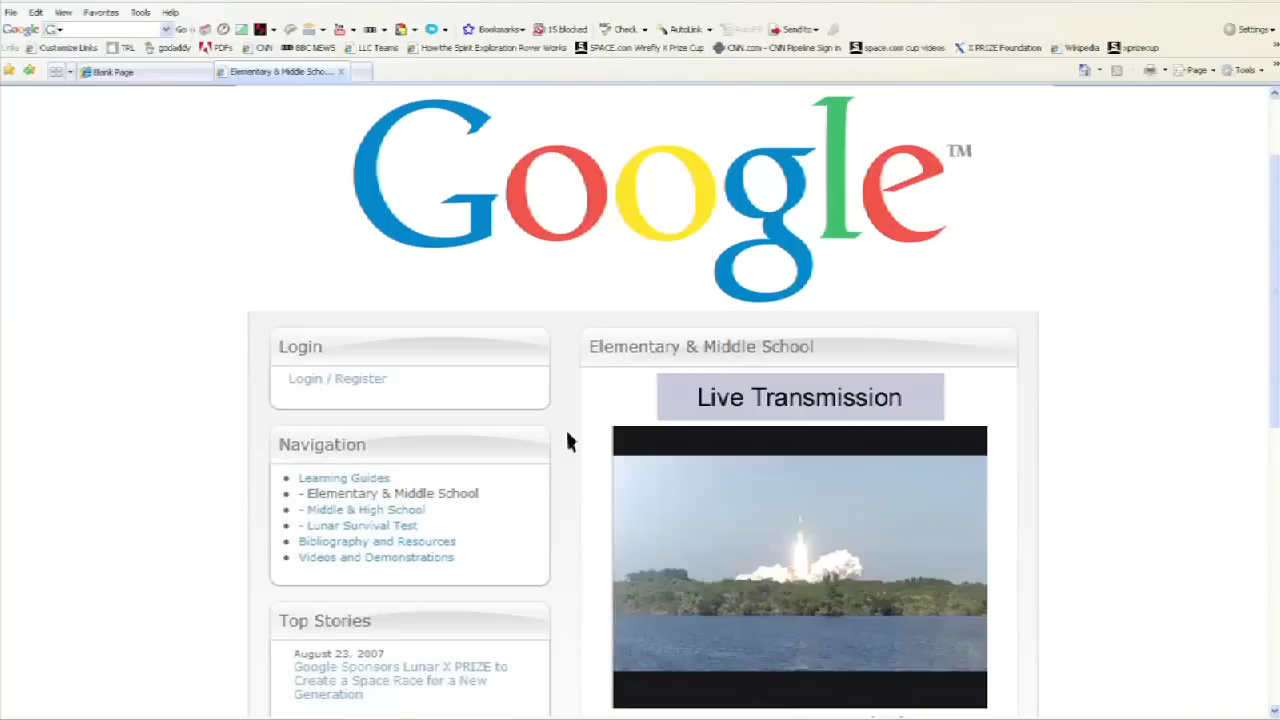 File Edit View Favorites Tools Help
Google G Go Bookmarks 15 blocked Check AutoLink AutoFill Send to Settings
Links Customize Links TRL godaddy PDFs CNN BBC NEWS LLC Teams How the Spirit Exploration Rover Works SPACE.com Wirefly X Prize Cup CNN.com - CNN Pipeline Sign in space.com cup videos X PRIZE Foundation Wikipedia xprizecup
Blank Page Elementary & Middle Scho... Page Tools
Google™
Login
Login / Register
Navigation
Learning Guides
- Elementary & Middle School
- Middle & High School
- Lunar Survival Test
Bibliography and Resources
Videos and Demonstrations
Top Stories
August 23, 2007
Google Sponsors Lunar X PRIZE to
Create a Space Race for a New
Generation
Elementary & Middle School
Live Transmission